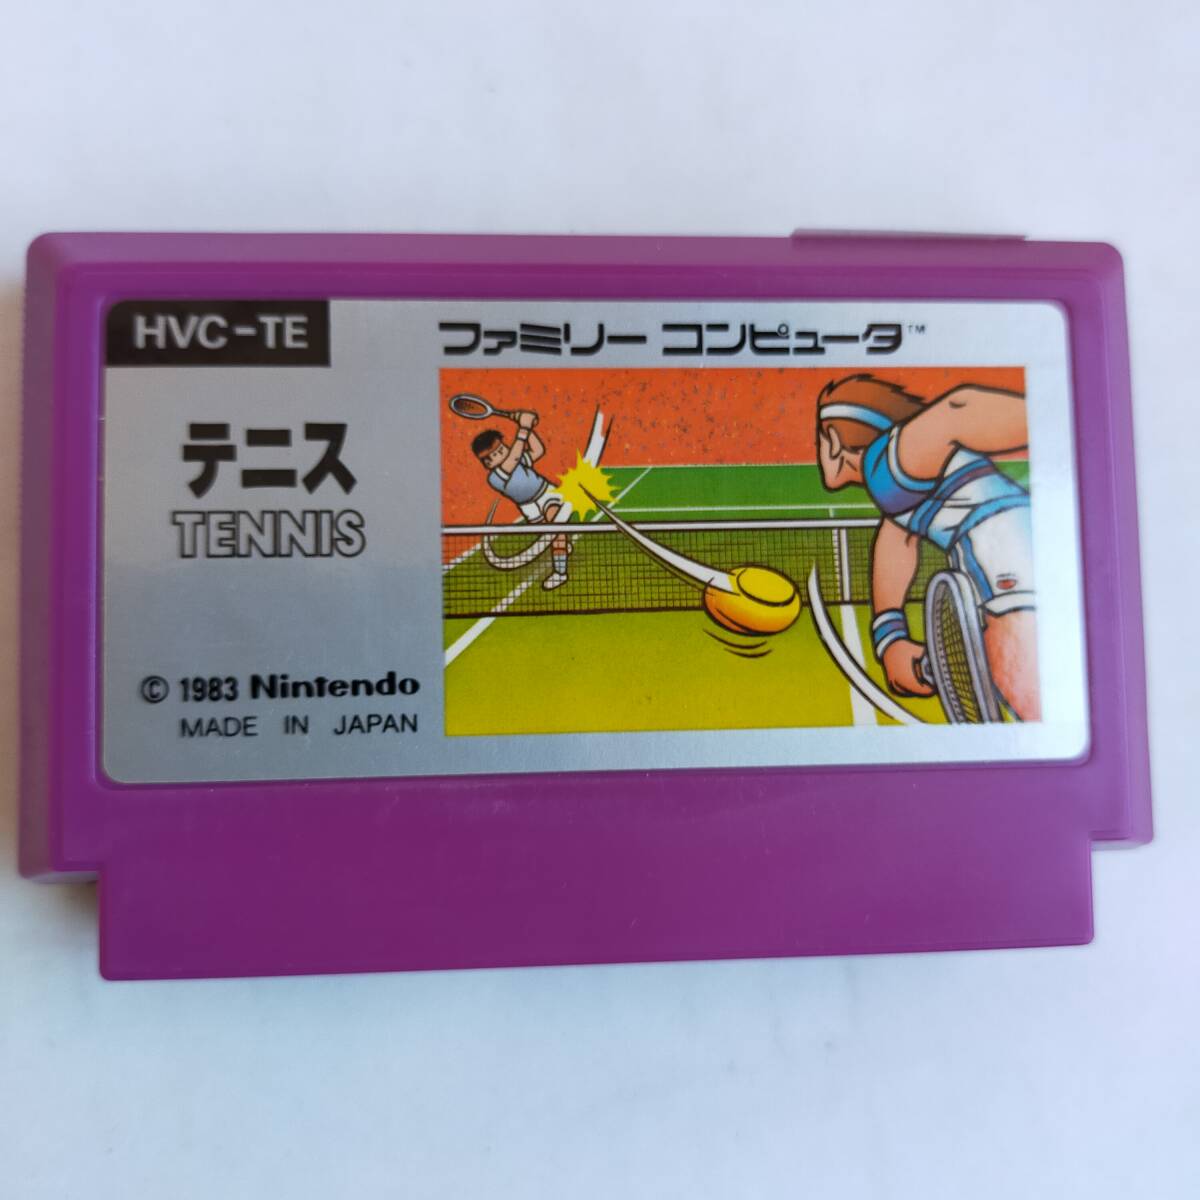 HVC-TE
ファミリー コンピュータ™
テニス
TENNIS
© 1983 Nintendo
MADE IN JAPAN